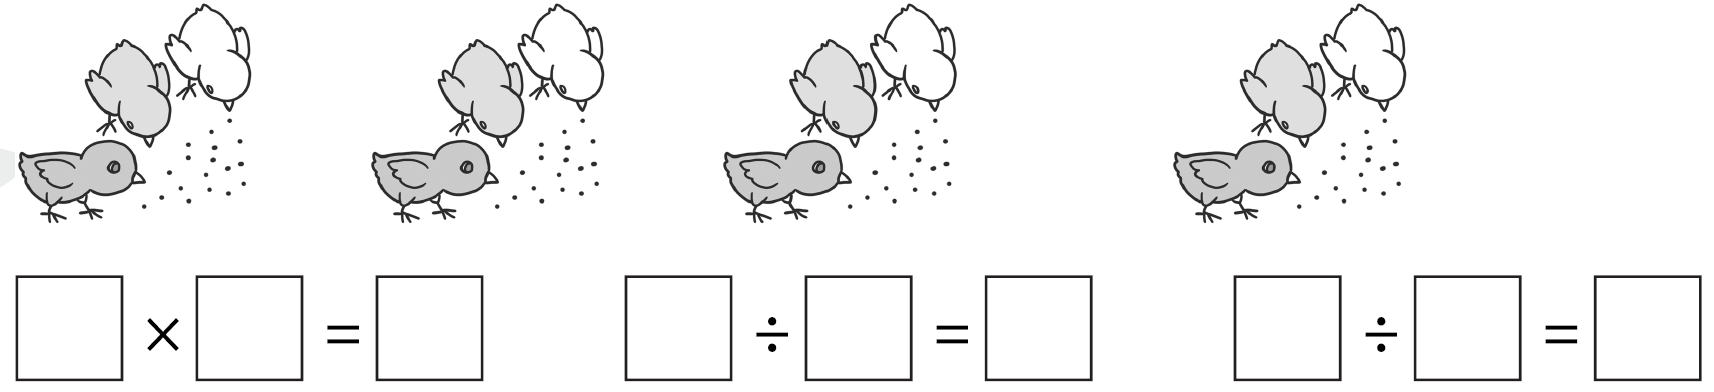 × = ÷ = ÷ =